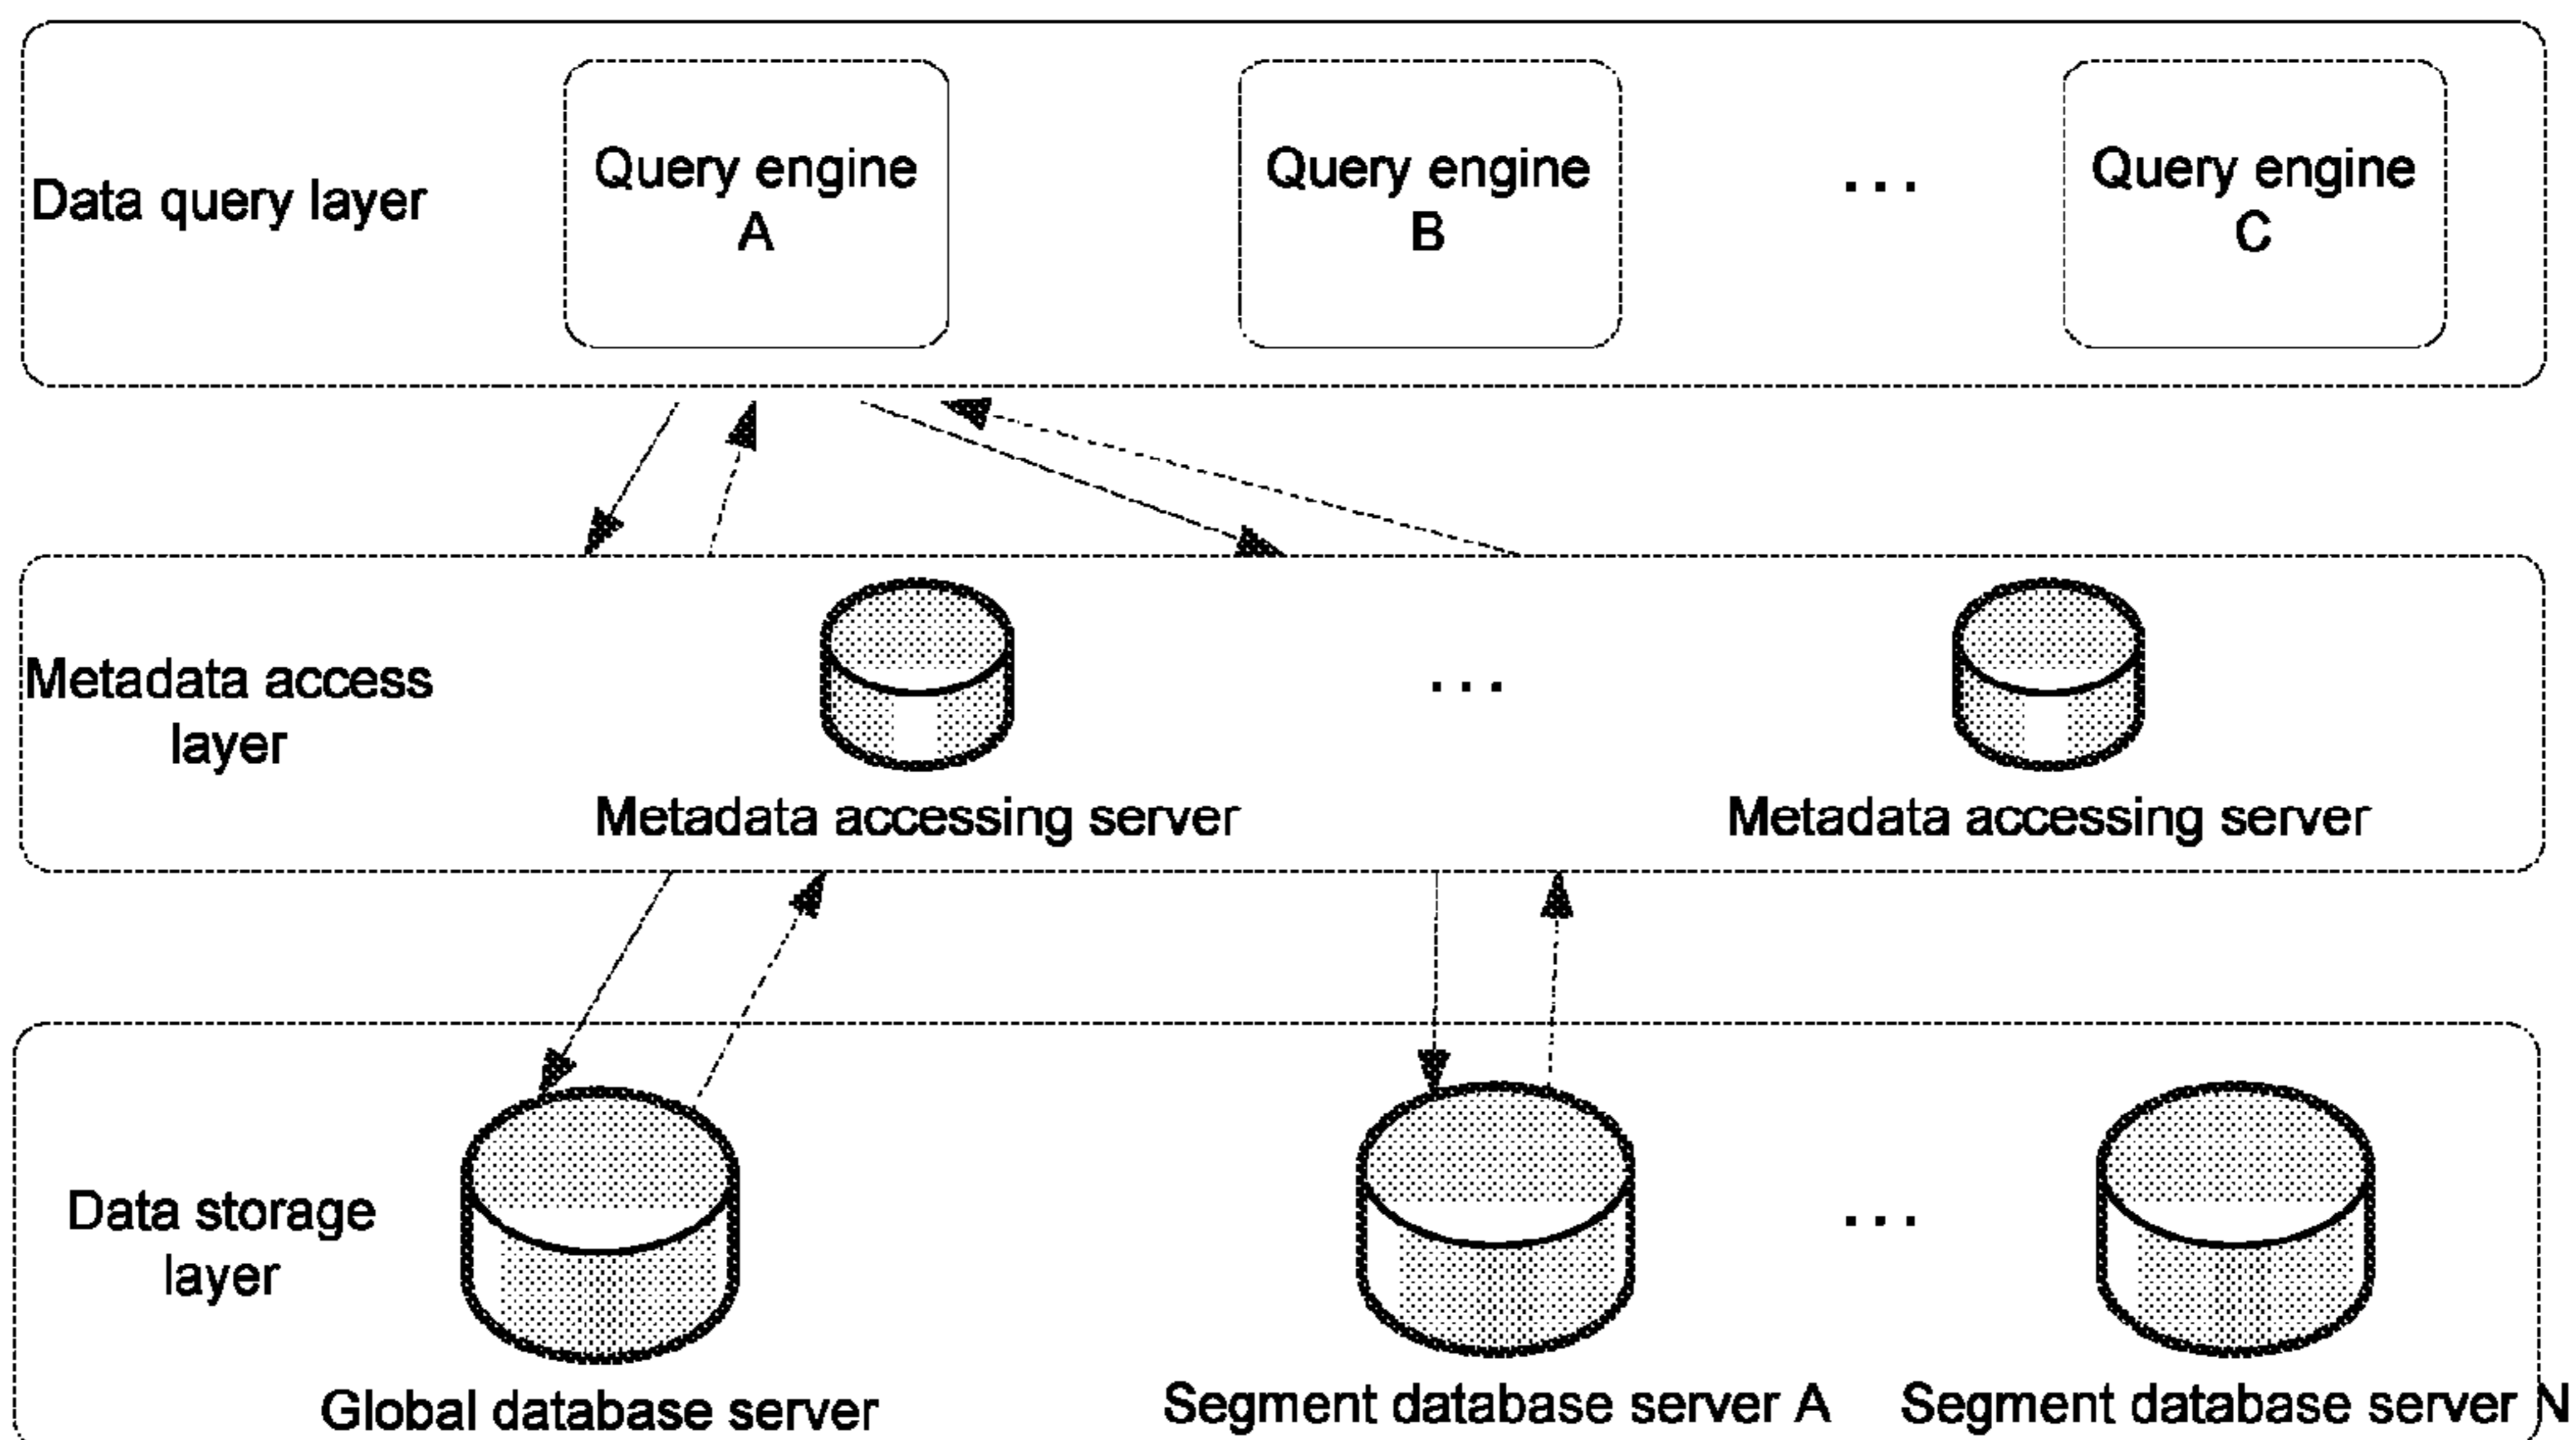 Data query layer
Query engine
A
Query engine
B
...
Query engine
C
Metadata access
layer
...
Metadata accessing server
Metadata accessing server
Data storage
layer
...
Global database server
Segment database server A
Segment database server N